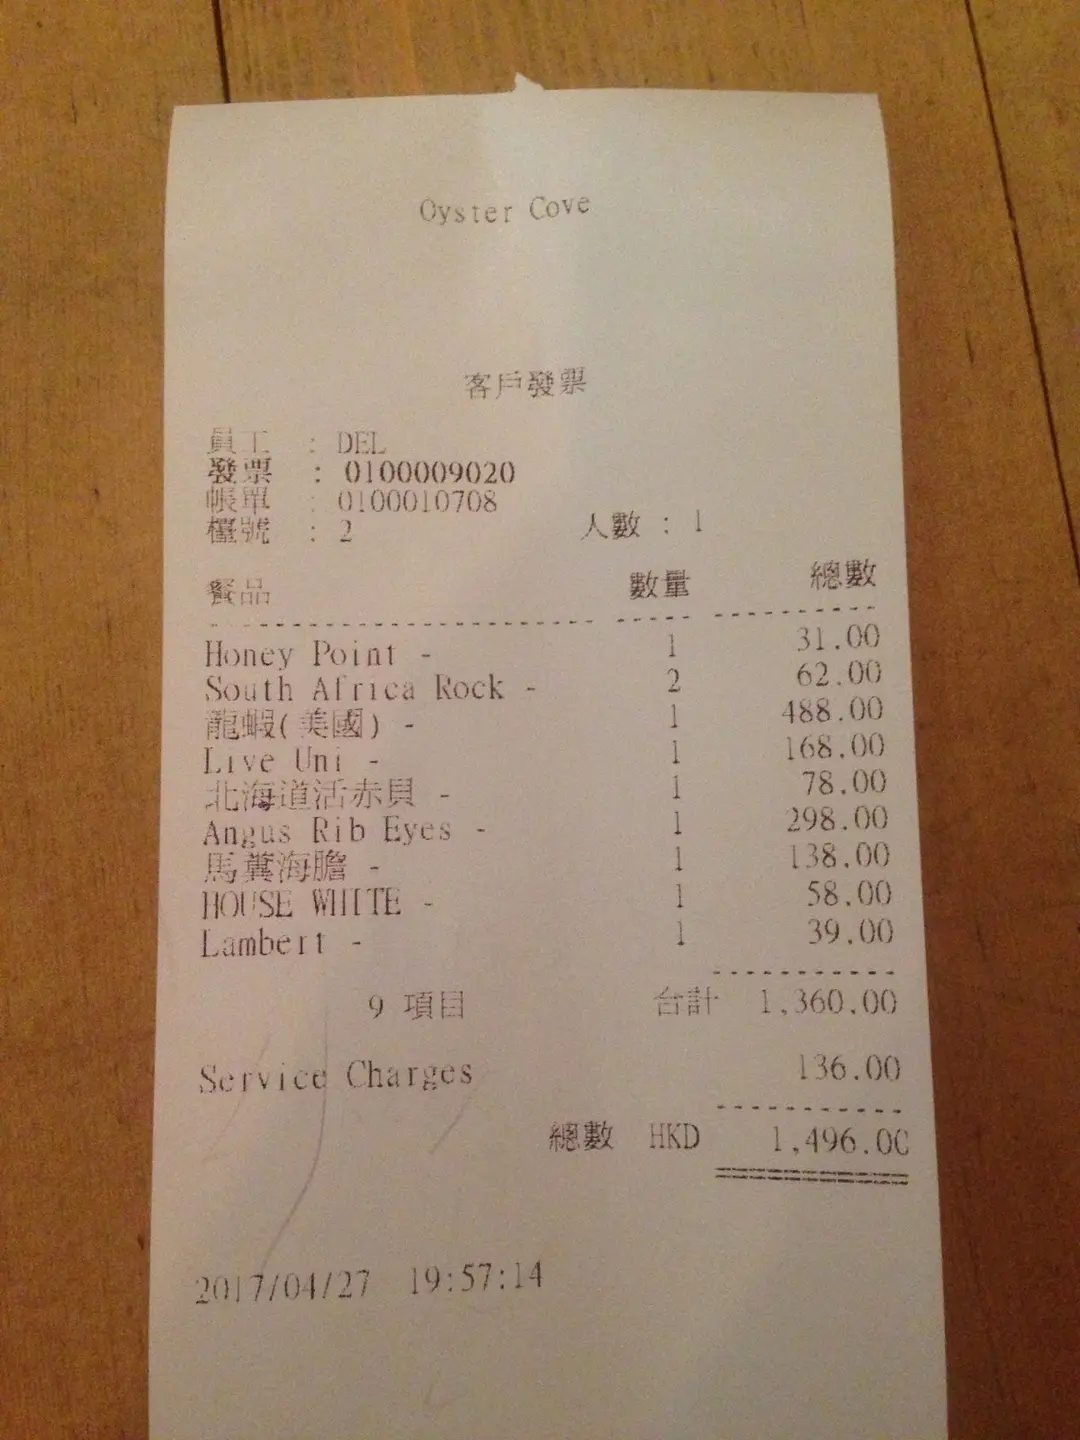 Oyster Cove
客戶發票
員工 : DEL
發票 : 0100009020
帳單 : 0100010708
檯號 : 2 人數 : 1
餐品 數量 總數
Honey Point - 1 31.00
South Africa Rock - 2 62.00
龍蝦(美國) - 1 488.00
Live Uni - 1 168.00
北海道活赤貝 - 1 78.00
Angus Rib Eyes - 1 298.00
馬糞海膽 - 1 138.00
HOUSE WHITE - 1 58.00
Lambert - 1 39.00
9 項目 台計 1,360.00
Service Charges 136.00
總數 HKD 1,496.00
2017/04/27 19:57:14